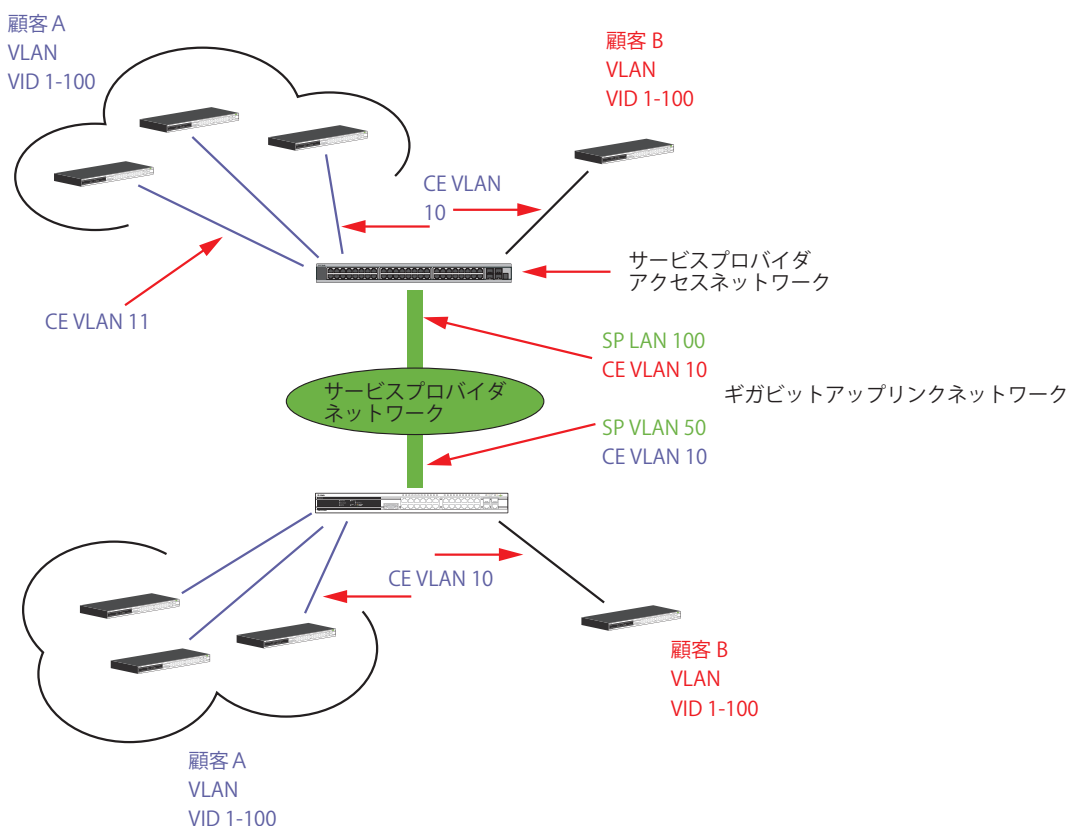 顧客 A
VLAN
VID 1-100
顧客 B
VLAN
VID 1-100
CE VLAN
10
サービスプロバイダ
アクセスネットワーク
CE VLAN 11
SP LAN 100
CE VLAN 10
サービスプロバイダ
ネットワーク
ギガビットアップリンクネットワーク
SP VLAN 50
CE VLAN 10
CE VLAN 10
顧客 B
VLAN
VID 1-100
顧客 A
VLAN
VID 1-100